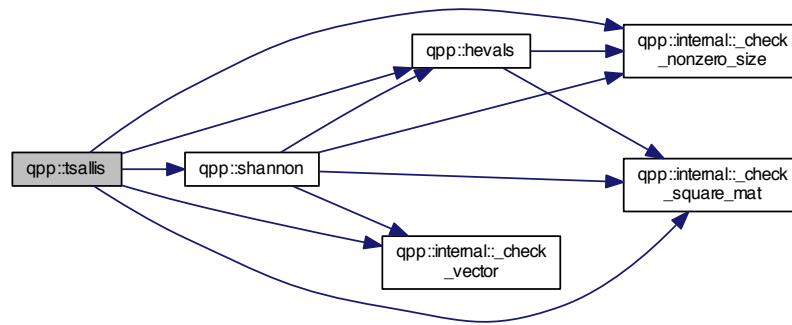 qpp::hevals
qpp::internal::_check
_nonzero_size
qpp::tsallis
qpp::shannon
qpp::internal::_check
_square_mat
qpp::internal::_check
_vector